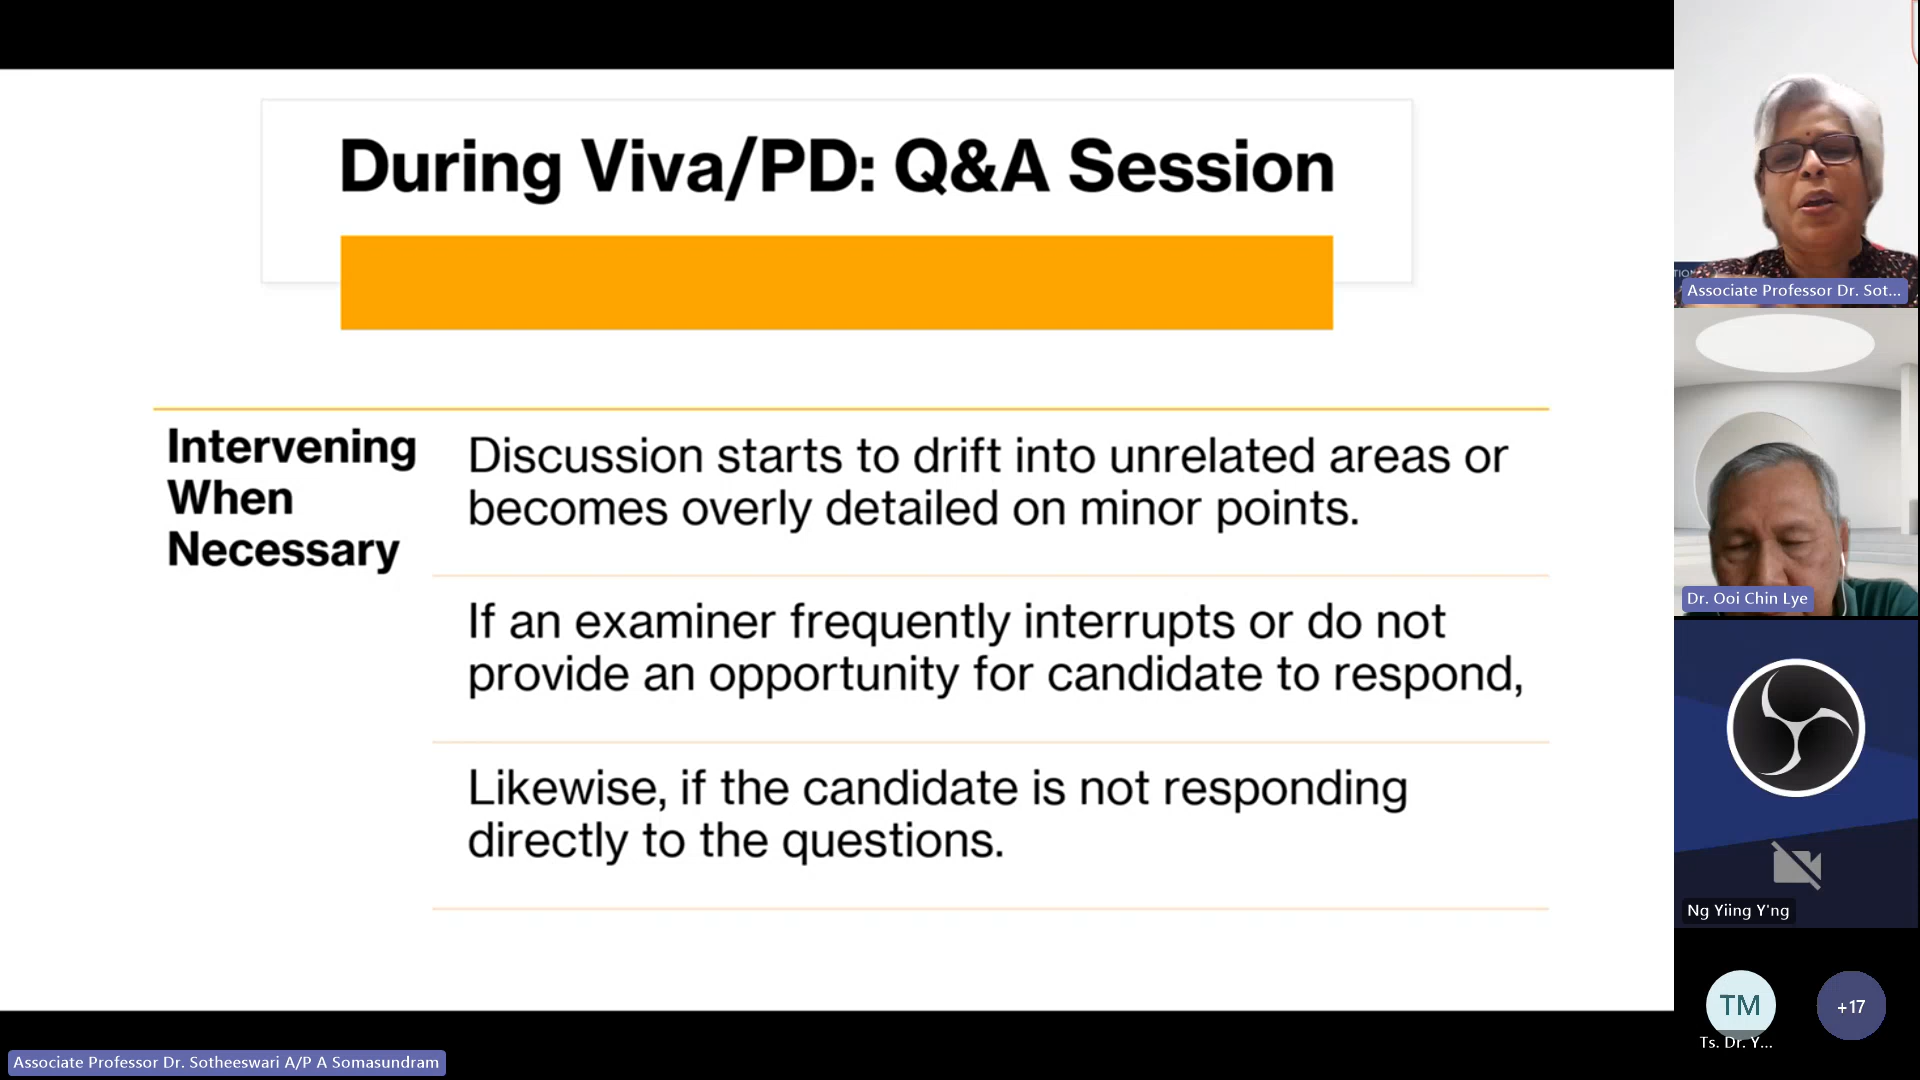 During Viva/PD: Q&A Session
Intervening
When
Necessary
Discussion starts to drift into unrelated areas or
becomes overly detailed on minor points.
If an examiner frequently interrupts or do not
provide an opportunity for candidate to respond,
Likewise, if the candidate is not responding
directly to the questions.
Associate Professor Dr. Sot...
Dr. Ooi Chin Lye
Ng Yiing Y'ng
TM
Ts. Dr. Y...
+17
Associate Professor Dr. Sotheeswari A/P A Somasundram